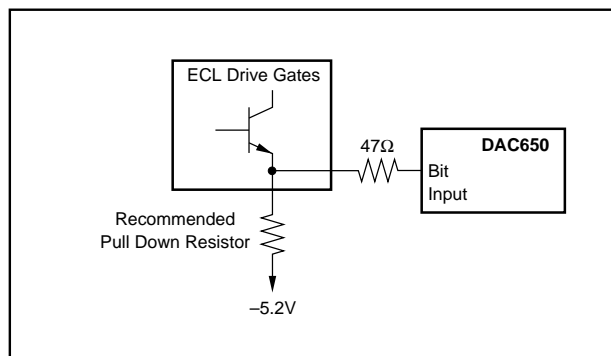 ECL Drive Gates
47Ω
DAC650
Bit
Input
Recommended
Pull Down Resistor
–5.2V